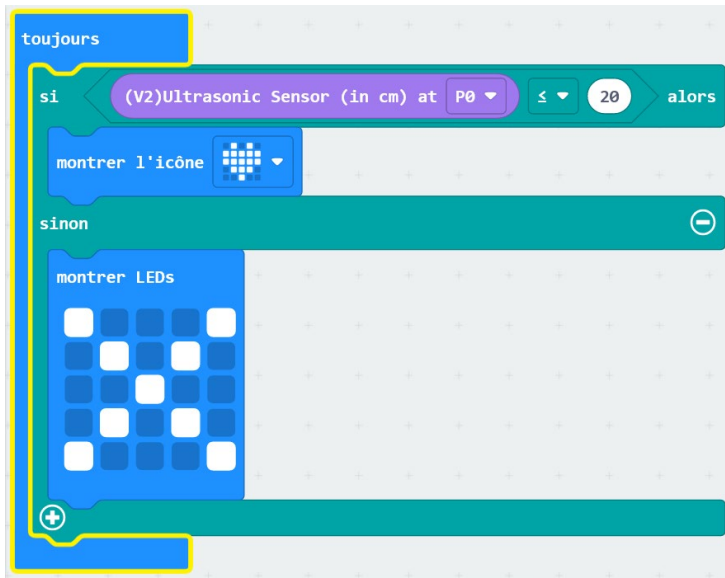 toujours
si (V2)Ultrasonic Sensor (in cm) at P0 ≤ 20 alors
montrer l'icône
sinon
montrer LEDs